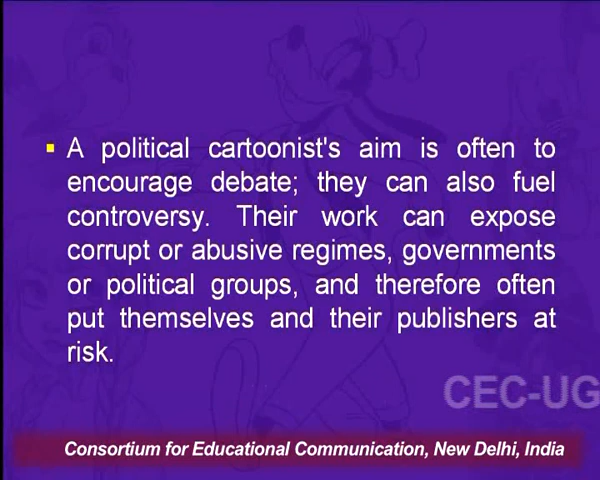 A political cartoonist's aim is often to
encourage debate; they can also fuel
controversy. Their work can expose
corrupt or abusive regimes, governments
or political groups, and therefore often
put themselves and their publishers at
risk.
CEC-UG
Consortium for Educational Communication, New Delhi, India